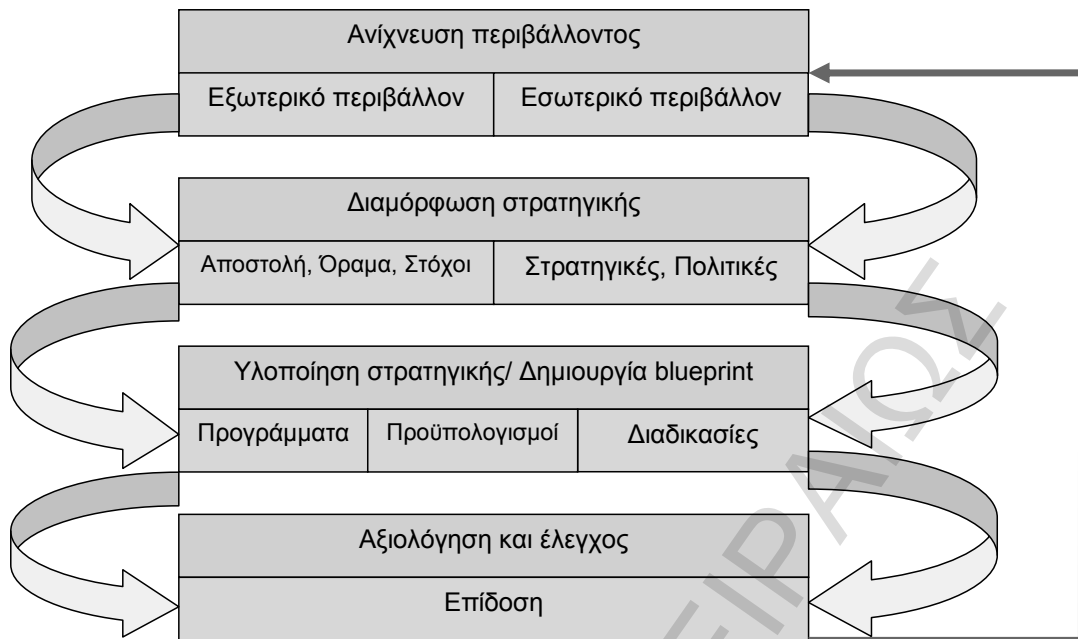 Ανίχνευση περιβάλλοντος
Εξωτερικό περιβάλλον Εσωτερικό περιβάλλον
Διαμόρφωση στρατηγικής
Αποστολή, Όραμα, Στόχοι Στρατηγικές, Πολιτικές
Υλοποίηση στρατηγικής/ Δημιουργία blueprint
Προγράμματα Προϋπολογισμοί Διαδικασίες
Αξιολόγηση και έλεγχος
Επίδοση
ΕΙΡΑΙΩΣ